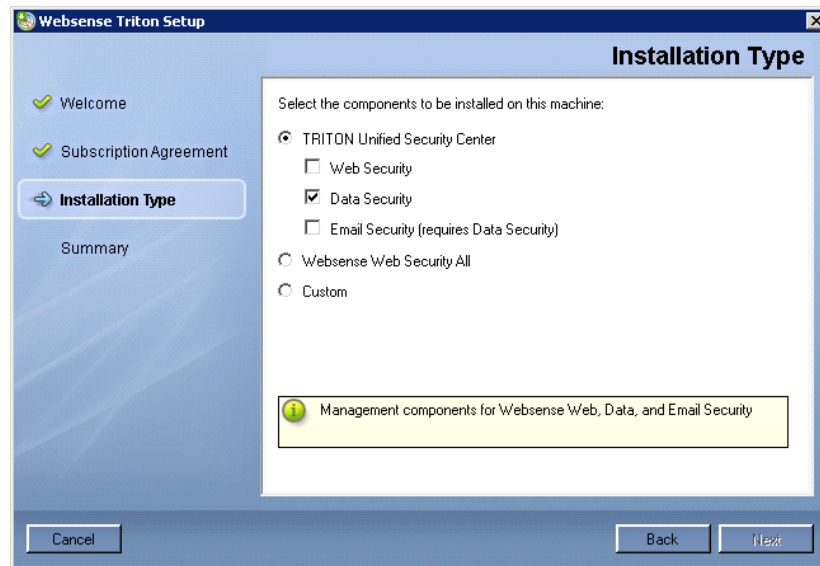 Websense Triton Setup
Installation Type
Welcome
Subscription Agreement
Installation Type
Summary
Select the components to be installed on this machine:
TRITON Unified Security Center
Web Security
Data Security
Email Security (requires Data Security)
Websense Web Security All
Custom
Management components for Websense Web, Data, and Email Security
Cancel
Back
Next